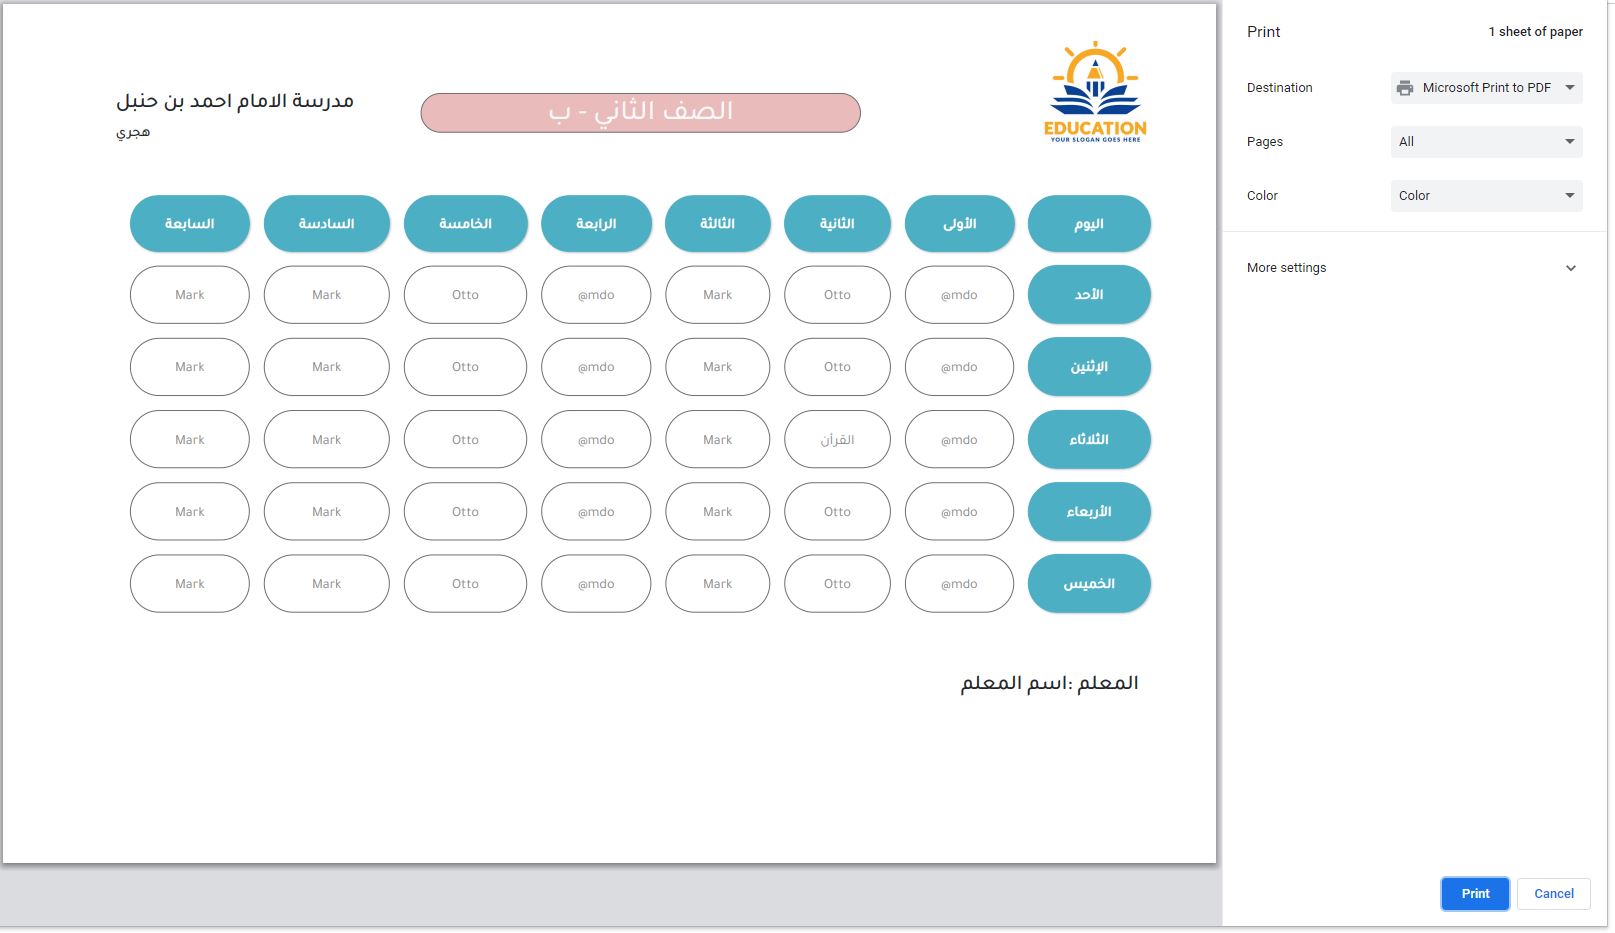 EDUCATION
YOUR SLOGAN GOES HERE
الصف الثاني - ب
مدرسة الامام احمد بن حنبل
هجري
اليوم الأولى الثانية الثالثة الرابعة الخامسة السادسة السابعة
الأحد @mdo Otto Mark @mdo Otto Mark Mark
الإثنين @mdo Otto Mark @mdo Otto Mark Mark
الثلاثاء @mdo القرأن Mark @mdo Otto Mark Mark
الأربعاء @mdo Otto Mark @mdo Otto Mark Mark
الخميس @mdo Otto Mark @mdo Otto Mark Mark
المعلم :اسم المعلم
Print 1 sheet of paper
Destination Microsoft Print to PDF
Pages All
Color Color
More settings
Print Cancel